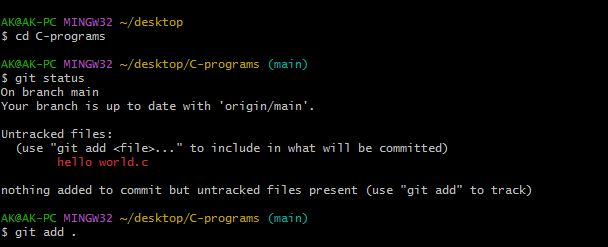 AK@AK-PC MINGW32 ~/desktop
$ cd C-programs
AK@AK-PC MINGW32 ~/desktop/C-programs (main)
$ git status
On branch main
Your branch is up to date with 'origin/main'.
Untracked files:
(use "git add <file>..." to include in what will be committed)
hello world.c
nothing added to commit but untracked files present (use "git add" to track)
AK@AK-PC MINGW32 ~/desktop/C-programs (main)
$ git add .